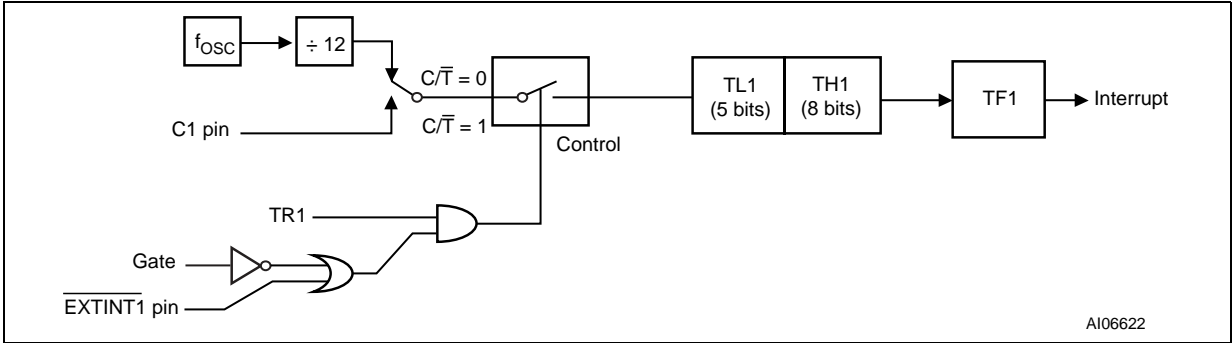 fOSC
÷ 12
C/T̅ = 0
C1 pin
C/T̅ = 1
Control
TL1
(5 bits)
TH1
(8 bits)
TF1
Interrupt
TR1
Gate
E̅X̅T̅I̅N̅T̅1̅ pin
AI06622